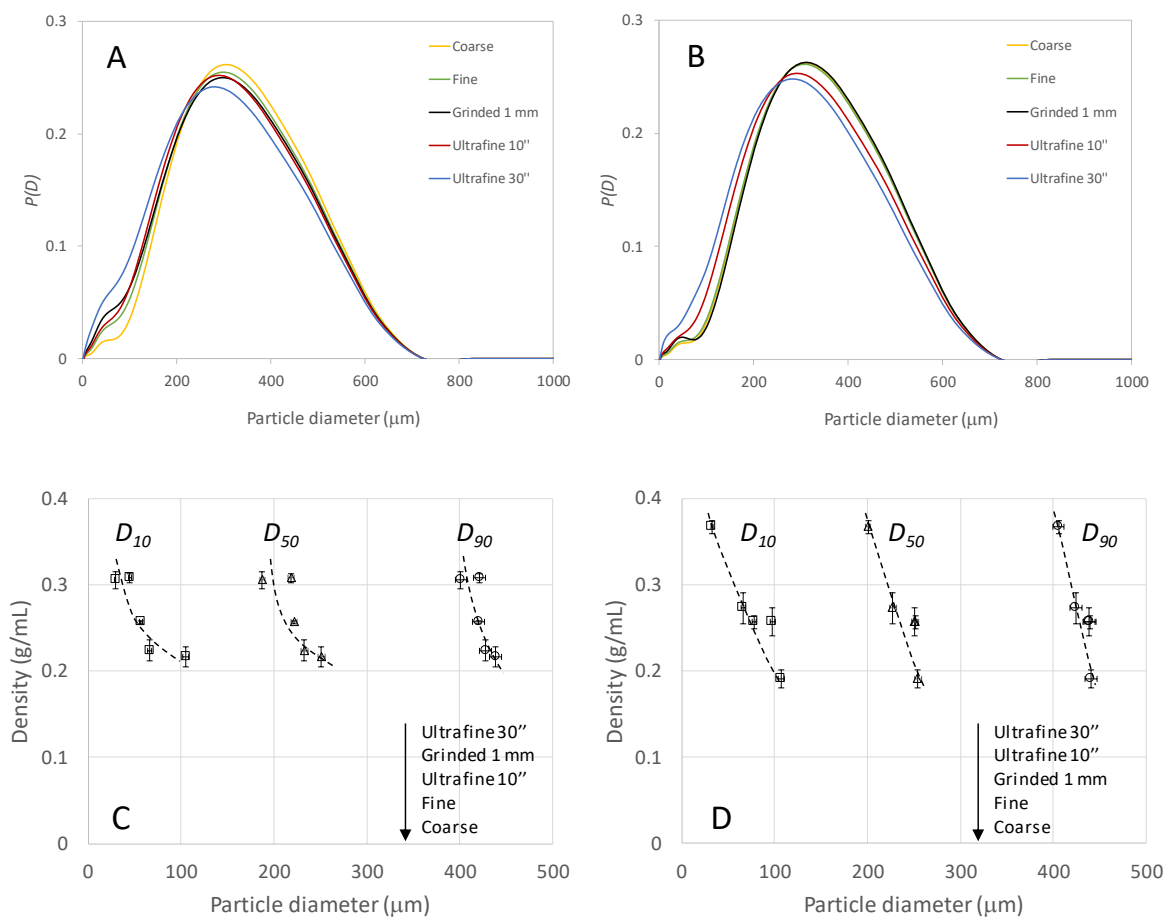 A
0.3
0.2
0.1
0
P(D)
0 200 400 600 800 1000
Particle diameter (μm)
Coarse
Fine
Grinded 1 mm
Ultrafine 10''
Ultrafine 30''
B
0.3
0.2
0.1
0
P(D)
0 200 400 600 800 1000
Particle diameter (μm)
Coarse
Fine
Grinded 1 mm
Ultrafine 10''
Ultrafine 30''
0.4
0.3
0.2
0.1
0
Density (g/mL)
D10 D50 D90
Ultrafine 30’’
Grinded 1 mm
Ultrafine 10’’
Fine
Coarse
C
0 100 200 300 400 500
Particle diameter (μm)
0.4
0.3
0.2
0.1
0
Density (g/mL)
D10 D50 D90
Ultrafine 30’’
Ultrafine 10’’
Grinded 1 mm
Fine
Coarse
D
0 100 200 300 400 500
Particle diameter (μm)